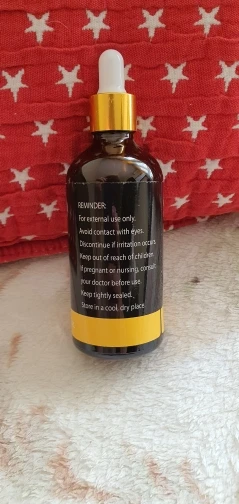 REMINDER:
For external use only.
Avoid contact with eyes.
Discontinue if irritation occurs.
Keep out of reach of children.
If pregnant or nursing, consult
your doctor before use.
Keep tightly sealed.
Store in a cool, dry place.